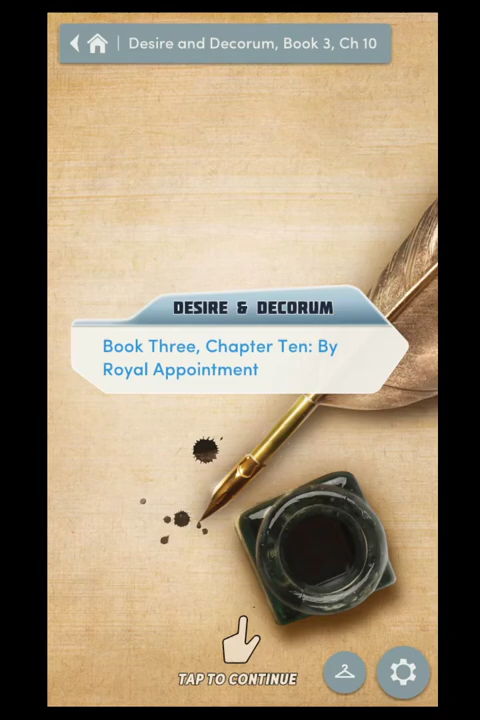 Desire and Decorum, Book 3, Ch 10
DESIRE & DECORUM
Book Three, Chapter Ten: By
Royal Appointment
TAP TO CONTINUE